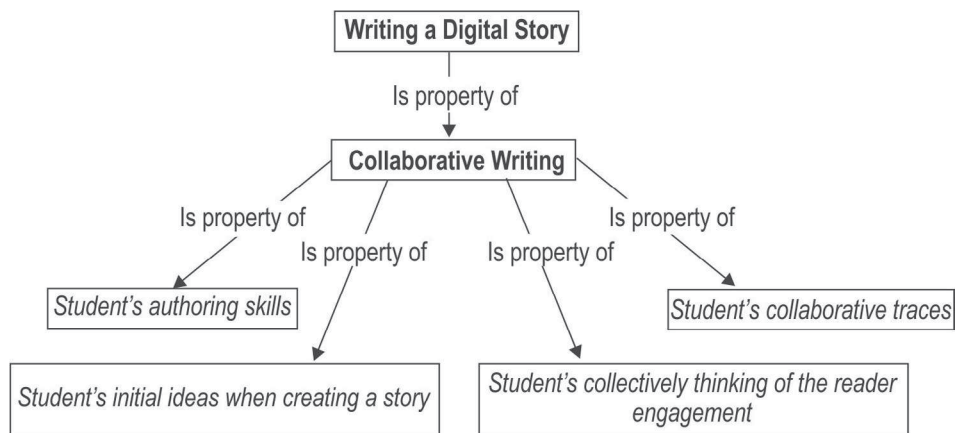 Writing a Digital Story
Is property of
Collaborative Writing
Is property of
Is property of
Is property of
Is property of
Student’s authoring skills
Student’s collaborative traces
Student’s initial ideas when creating a story
Student’s collectively thinking of the reader
engagement